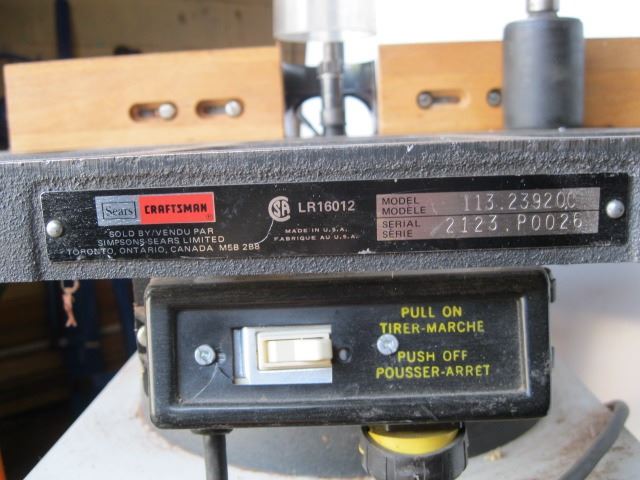 Sears CRAFTSMAN
SOLD BY/VENDU PAR
SIMPSONS-SEARS LIMITED
TORONTO, ONTARIO, CANADA M5B 2B8
LR16012
MADE IN U.S.A.
FABRIQUE AU U.S.A.
MODEL 113.23920C
MODELE
SERIAL 2123.P0026
SERIE
PULL ON
TIRER-MARCHE
PUSH OFF
POUSSER-ARRET